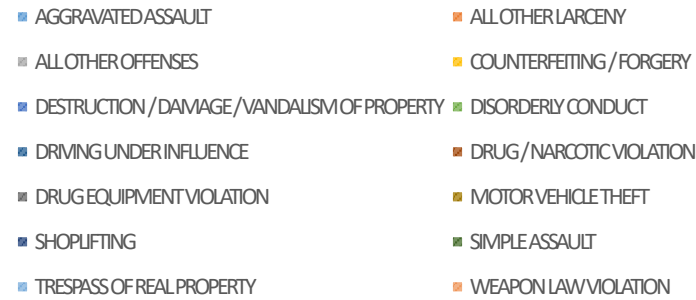 AGGRAVATED ASSAULT
ALL OTHER LARCENY
ALL OTHER OFFENSES
COUNTERFEITING / FORGERY
DESTRUCTION / DAMAGE / VANDALISM OF PROPERTY
DISORDERLY CONDUCT
DRIVING UNDER INFLUENCE
DRUG / NARCOTIC VIOLATION
DRUG EQUIPMENT VIOLATION
MOTOR VEHICLE THEFT
SHOPLIFTING
SIMPLE ASSAULT
TRESPASS OF REAL PROPERTY
WEAPON LAW VIOLATION